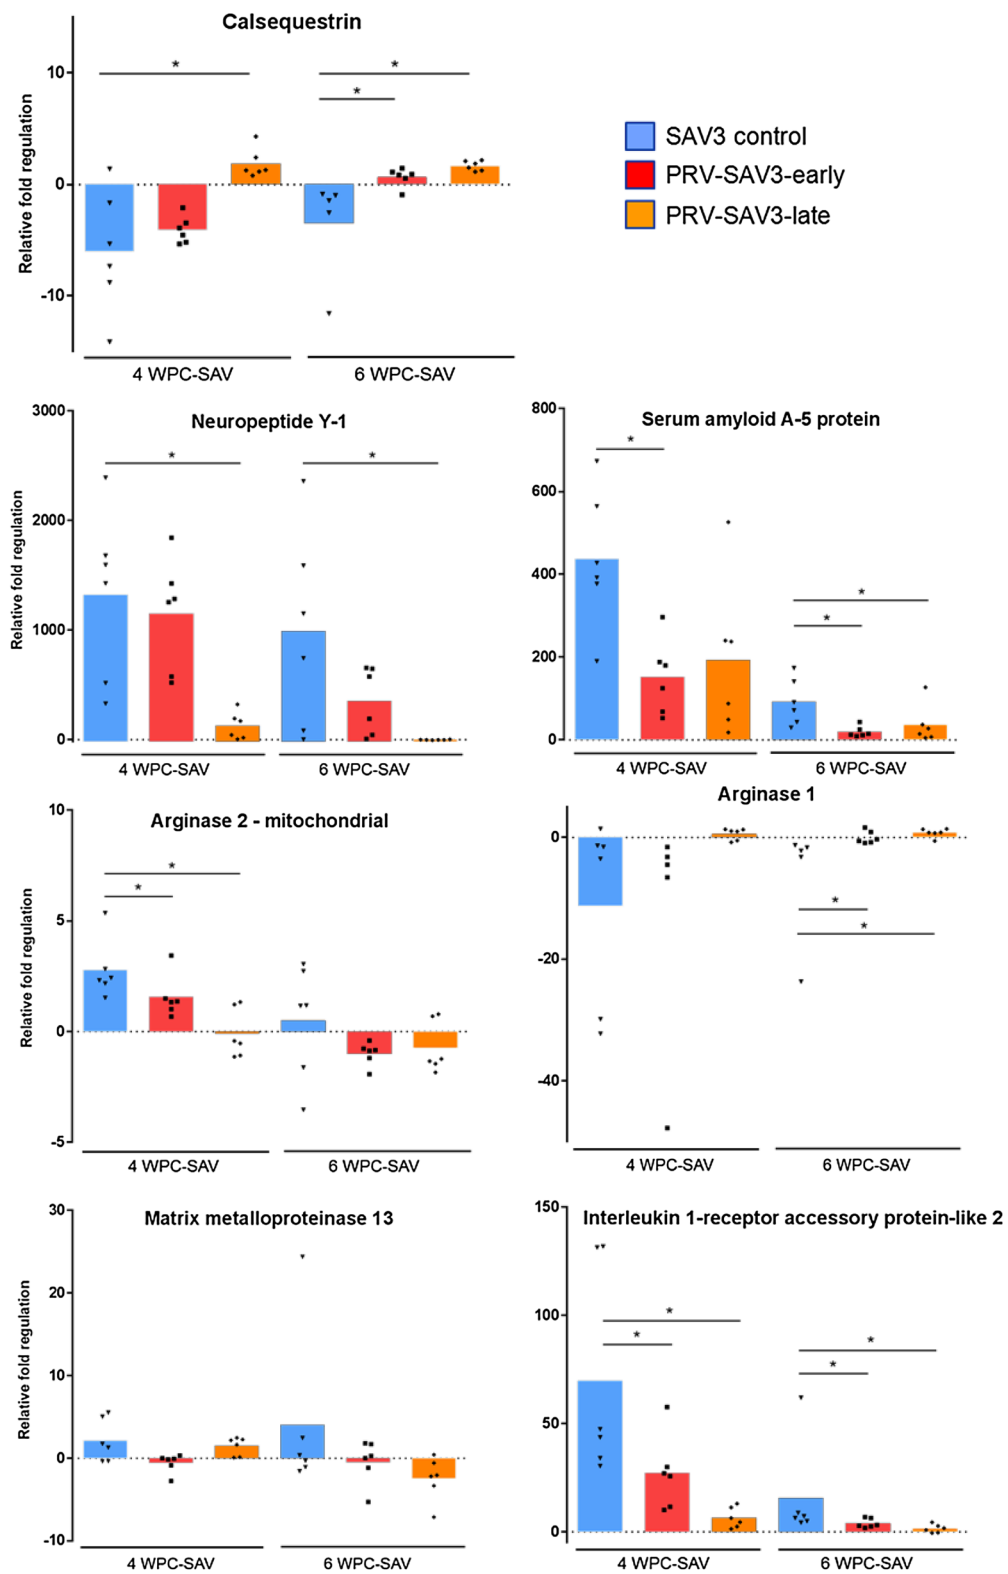 Calsequestrin
*
*
*
10
0
-10
Relative fold regulation
4 WPC-SAV
6 WPC-SAV
SAV3 control
PRV-SAV3-early
PRV-SAV3-late
Neuropeptide Y-1
*
*
3000
2000
1000
0
Relative fold regulation
4 WPC-SAV
6 WPC-SAV
Serum amyloid A-5 protein
*
*
*
800
600
400
200
0
4 WPC-SAV
6 WPC-SAV
Arginase 2 - mitochondrial
*
*
10
5
0
-5
Relative fold regulation
4 WPC-SAV
6 WPC-SAV
Arginase 1
*
*
0
-20
-40
4 WPC-SAV
6 WPC-SAV
Matrix metalloproteinase 13
30
20
10
0
-10
Relative fold regulation
4 WPC-SAV
6 WPC-SAV
Interleukin 1-receptor accessory protein-like 2
*
*
*
*
150
100
50
0
4 WPC-SAV
6 WPC-SAV